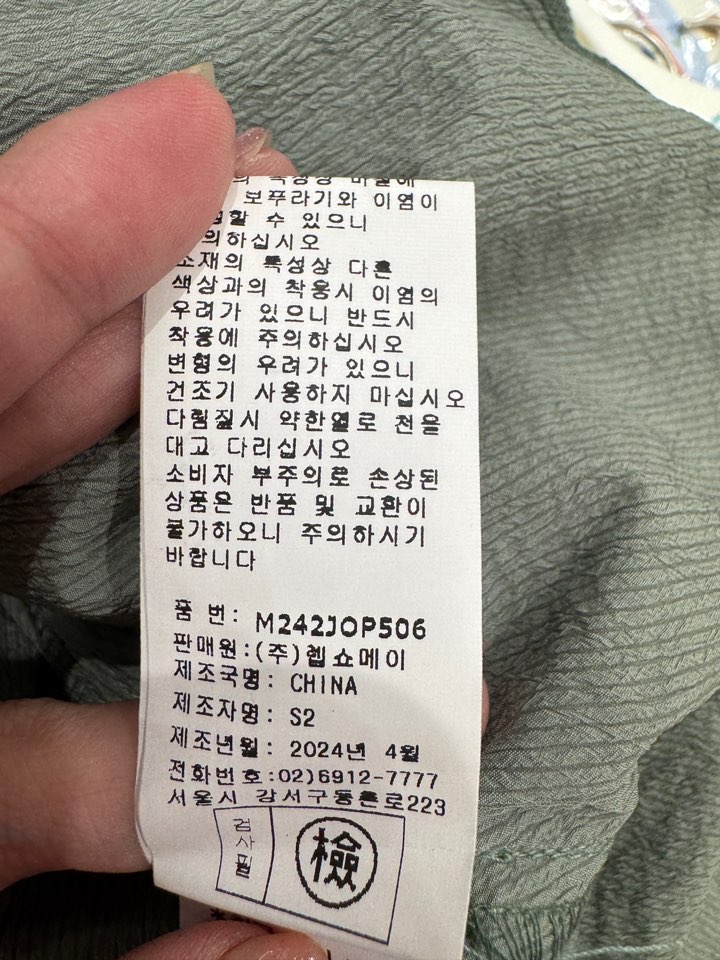 특성상 마찰에
보푸라기와 이염이
할 수 있으니
의하십시오
소재의 특성상 다른
색상과의 착용시 이염의
우려가 있으니 반드시
착용에 주의하십시오
변형의 우려가 있으니
건조기 사용하지 마십시오
다림질시 약한열로 천을
대고 다리십시오
소비자 부주의로 손상된
상품은 반품 및 교환이
불가하오니 주의하시기
바랍니다
품 번: M242JOP506
판매원:(주)렙쇼메이
제조국명: CHINA
제조자명: S2
제조년월: 2024년 4월
전화번호:02)6912-7777
서울시 강서구등촌로223
검사필 檢